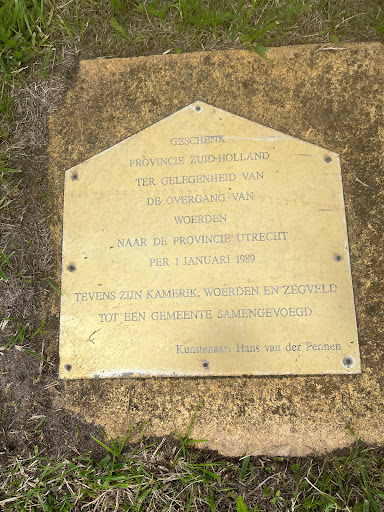 GESCHENK
PROVINCIE ZUID-HOLLAND
TER GELEGENHEID VAN
DE OVERGANG VAN
WOERDEN
NAAR DE PROVINCIE UTRECHT
PER 1 JANUARI 1989
TEVENS ZIJN KAMERIK, WOERDEN EN ZEGVELD
TOT EEN GEMEENTE SAMENGEVOEGD
Kunstenaar: Hans van der Pennen